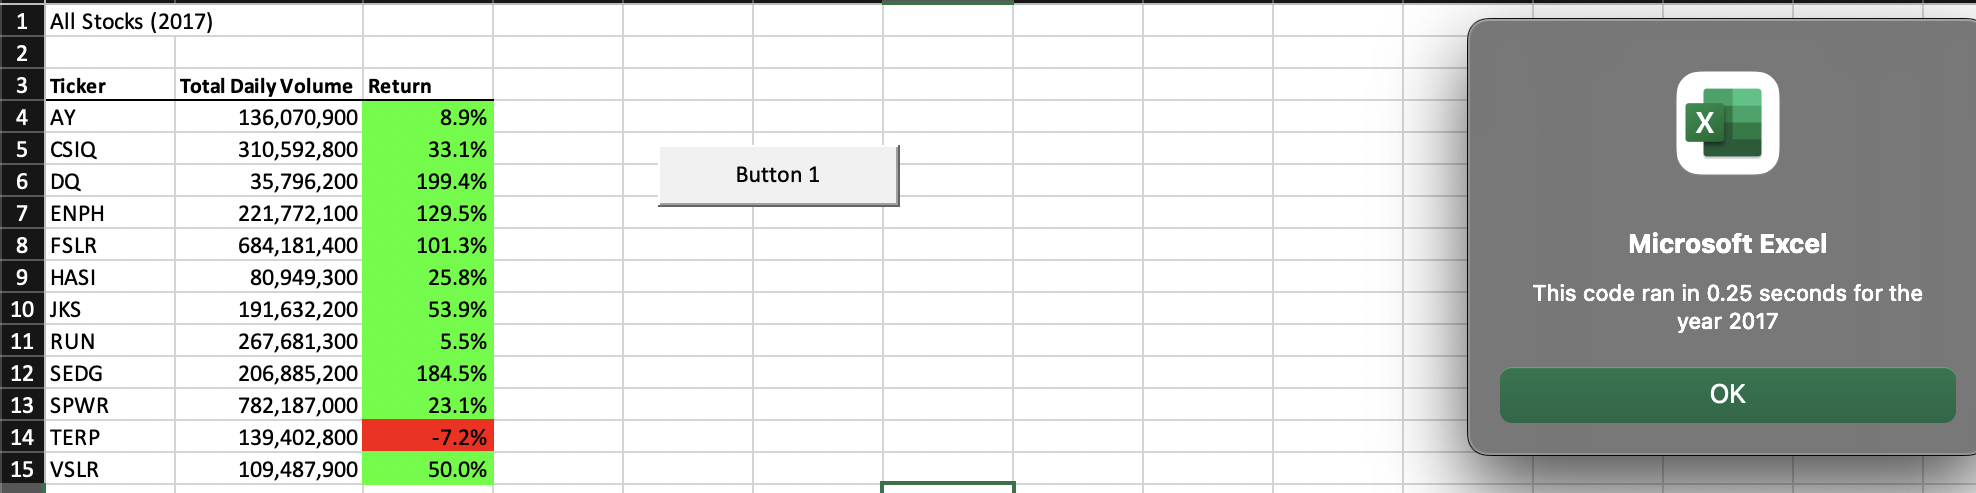 1 All Stocks (2017)
2
3 Ticker Total Daily Volume Return
4 AY 136,070,900 8.9%
5 CSIQ 310,592,800 33.1%
6 DQ 35,796,200 199.4%
7 ENPH 221,772,100 129.5%
8 FSLR 684,181,400 101.3%
9 HASI 80,949,300 25.8%
10 JKS 191,632,200 53.9%
11 RUN 267,681,300 5.5%
12 SEDG 206,885,200 184.5%
13 SPWR 782,187,000 23.1%
14 TERP 139,402,800 -7.2%
15 VSLR 109,487,900 50.0%
Button 1
X
Microsoft Excel
This code ran in 0.25 seconds for the
year 2017
OK